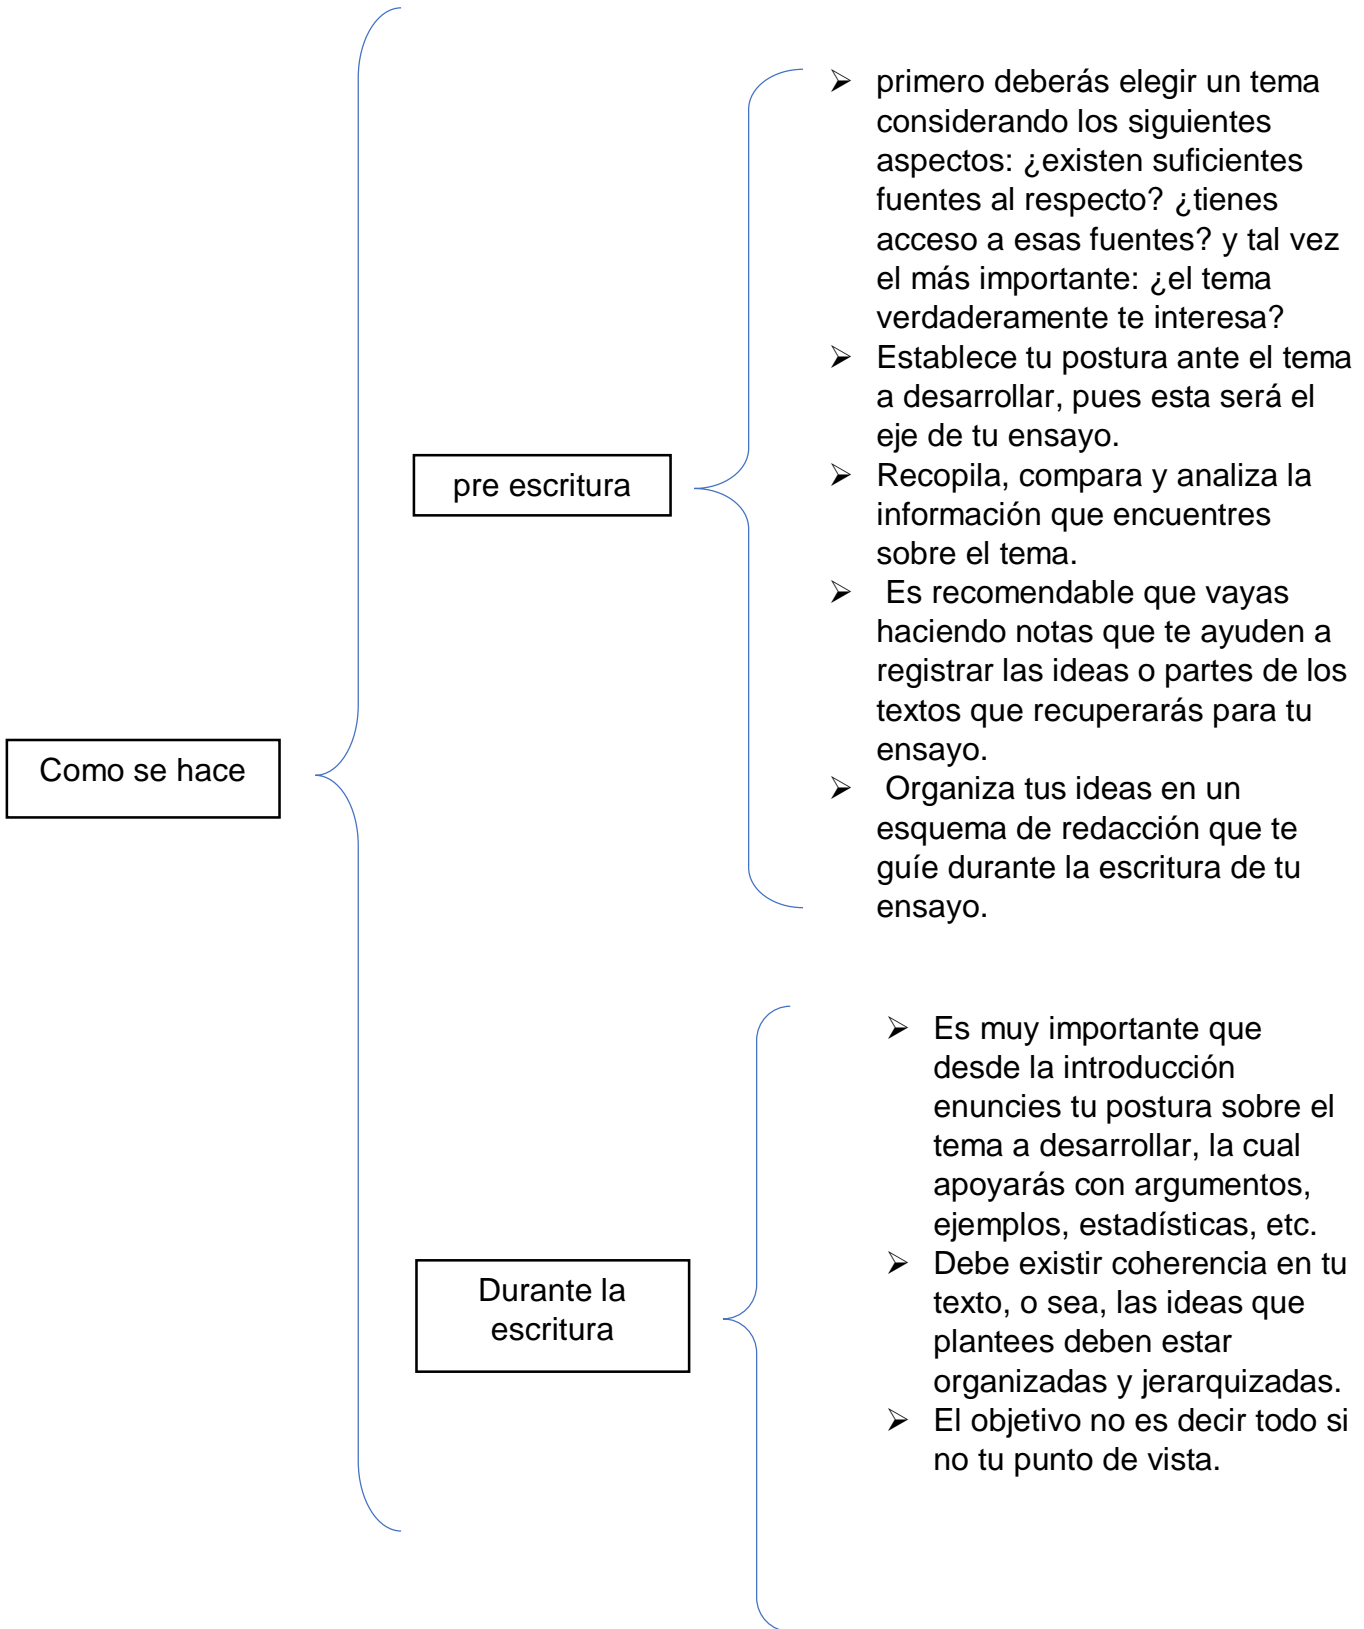 primero deberás elegir un tema
considerando los siguientes
aspectos: ¿existen suficientes
fuentes al respecto? ¿tienes
acceso a esas fuentes? y tal vez
el más importante: ¿el tema
verdaderamente te interesa?
Establece tu postura ante el tema
a desarrollar, pues esta será el
eje de tu ensayo.
pre escritura
Recopila, compara y analiza la
información que encuentres
sobre el tema.
Es recomendable que vayas
haciendo notas que te ayuden a
registrar las ideas o partes de los
textos que recuperarás para tu
ensayo.
Como se hace
Organiza tus ideas en un
esquema de redacción que te
guíe durante la escritura de tu
ensayo.
Es muy importante que
desde la introducción
enuncies tu postura sobre el
tema a desarrollar, la cual
apoyarás con argumentos,
ejemplos, estadísticas, etc.
Durante la
escritura
Debe existir coherencia en tu
texto, o sea, las ideas que
plantees deben estar
organizadas y jerarquizadas.
El objetivo no es decir todo si
no tu punto de vista.